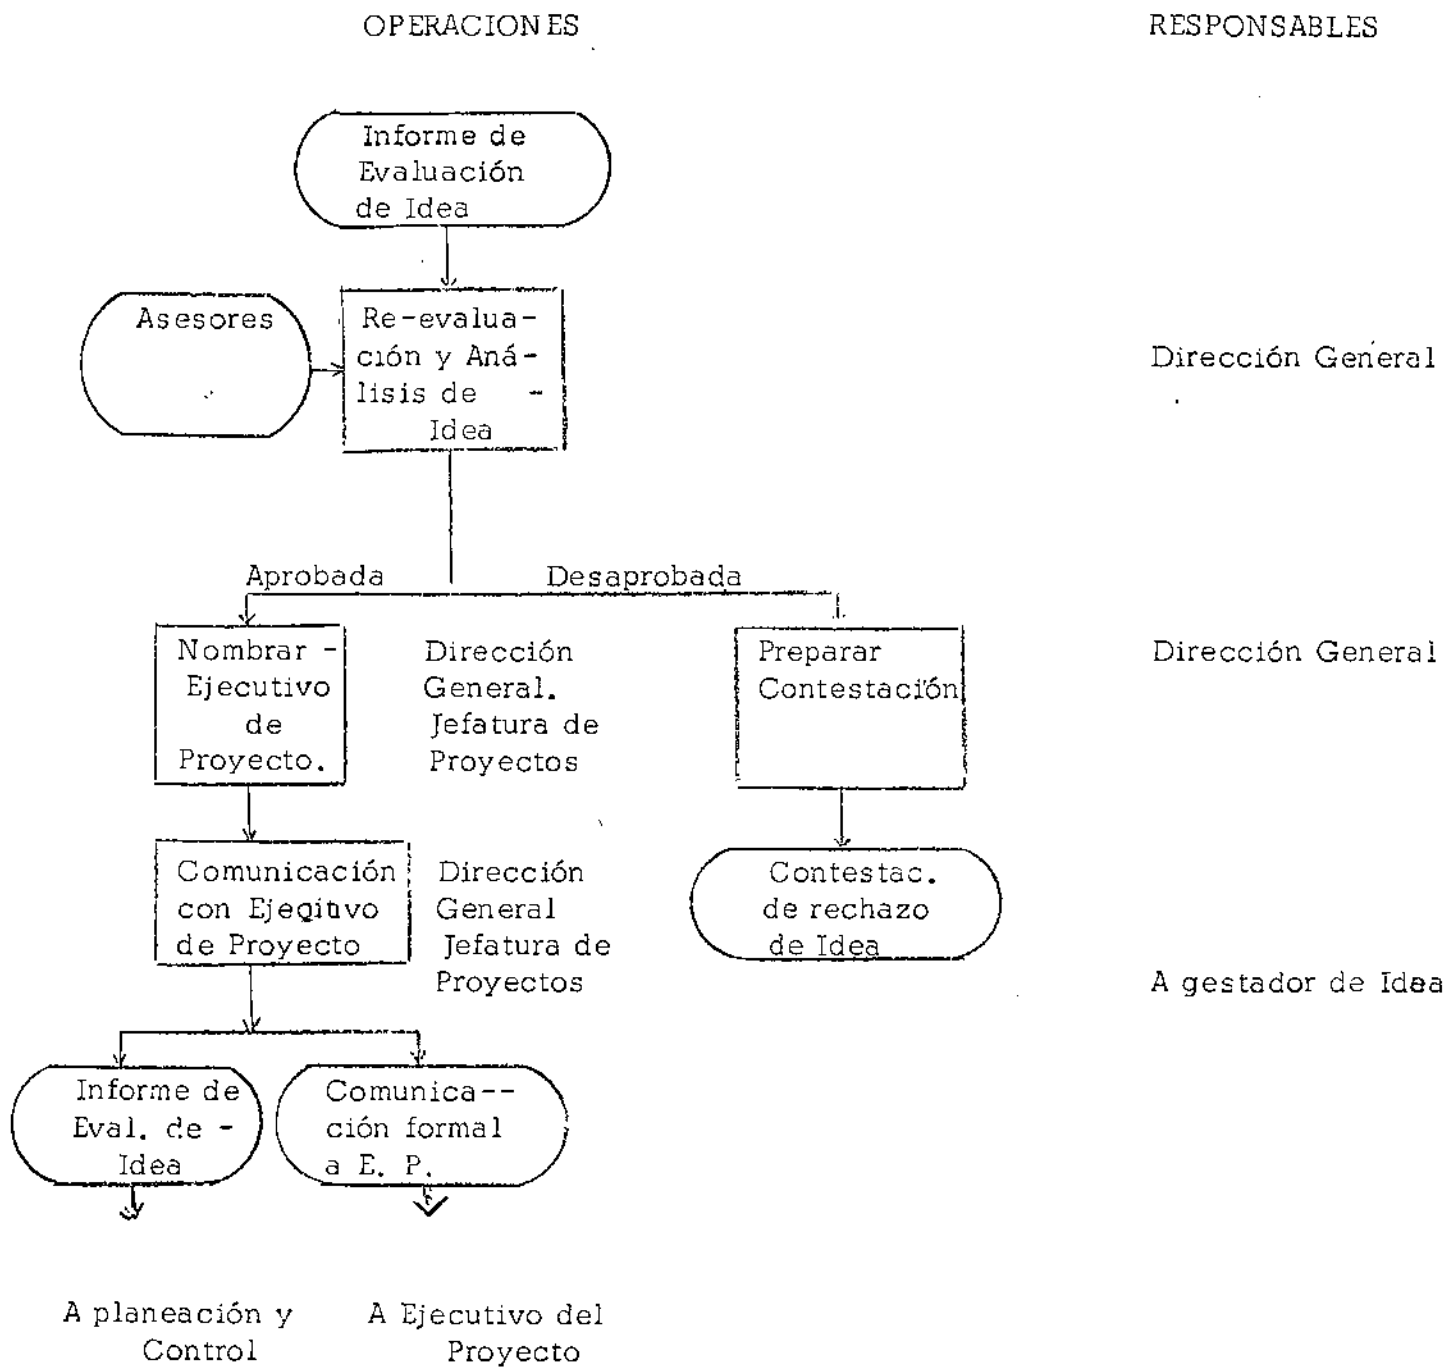 OPERACIONES
RESPONSABLES
Informe de
Evaluación
de Idea
Asesores
Re-evalua-
ción y Aná-
lisis de -
Idea
Dirección General
Aprobada
Desaprobada
Nombrar -
Ejecutivo
de
Proyecto.
Dirección
General.
Jefatura de
Proyectos
Preparar
Contestación
Dirección General
Comunicación
con Ejecutivo
de Proyecto
Dirección
General
Jefatura de
Proyectos
Contestac.
de rechazo
de Idea
A gestador de Idea
Informe de
Eval. de -
Idea
Comunica--
ción formal
a E. P.
A planeación y
Control
A Ejecutivo del
Proyecto